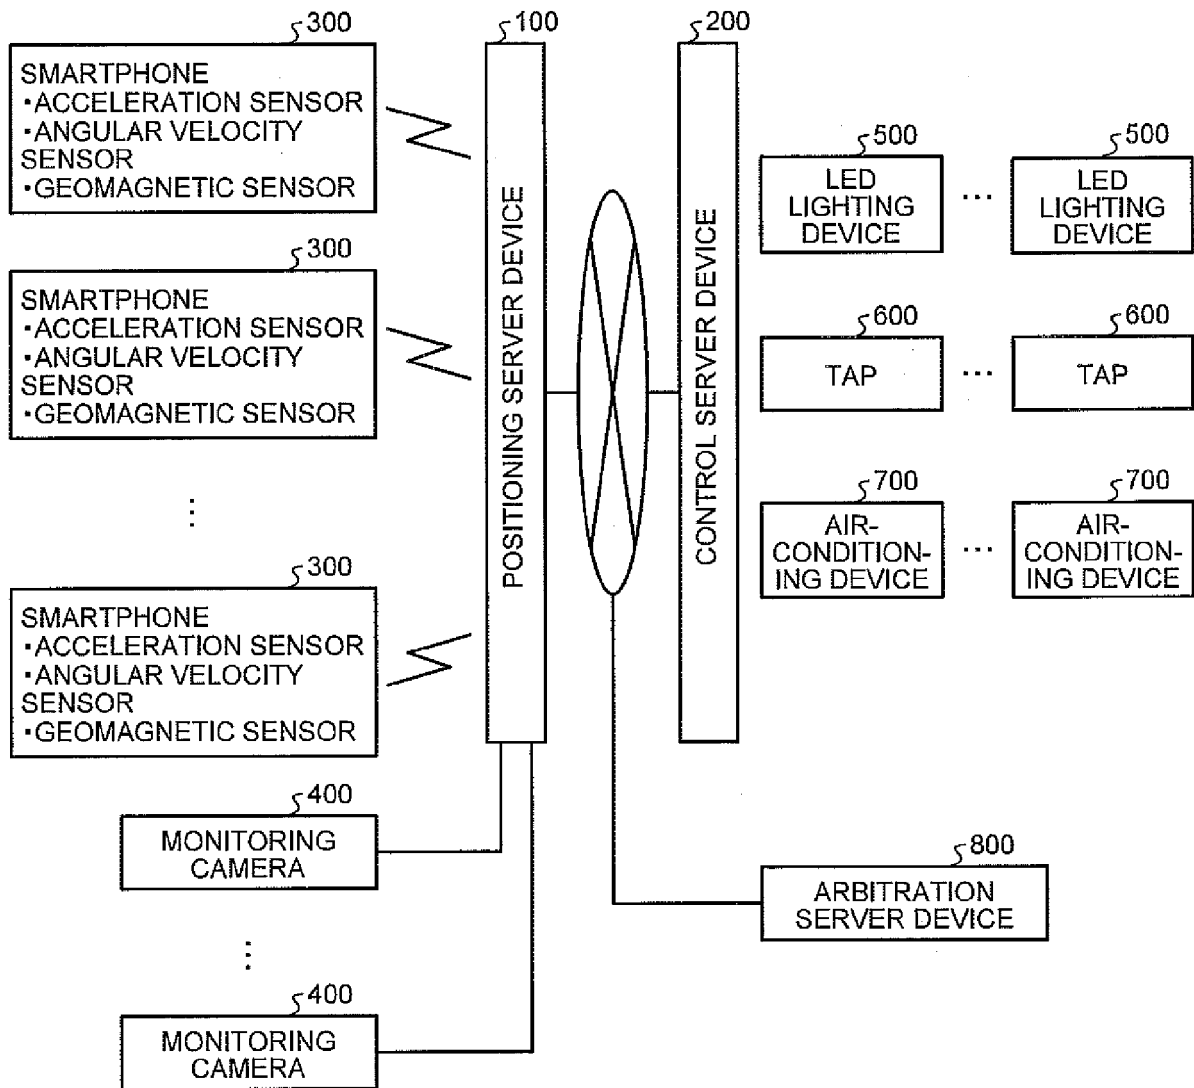 300
SMARTPHONE
・ACCELERATION SENSOR
・ANGULAR VELOCITY
SENSOR
・GEOMAGNETIC SENSOR
300
SMARTPHONE
・ACCELERATION SENSOR
・ANGULAR VELOCITY
SENSOR
・GEOMAGNETIC SENSOR
⋮
300
SMARTPHONE
・ACCELERATION SENSOR
・ANGULAR VELOCITY
SENSOR
・GEOMAGNETIC SENSOR
400
MONITORING
CAMERA
⋮
400
MONITORING
CAMERA
100
POSITIONING SERVER DEVICE
200
CONTROL SERVER DEVICE
500
LED
LIGHTING
DEVICE
…
500
LED
LIGHTING
DEVICE
600
TAP
…
600
TAP
700
AIR-
CONDITION-
ING DEVICE
…
700
AIR-
CONDITION-
ING DEVICE
800
ARBITRATION
SERVER DEVICE